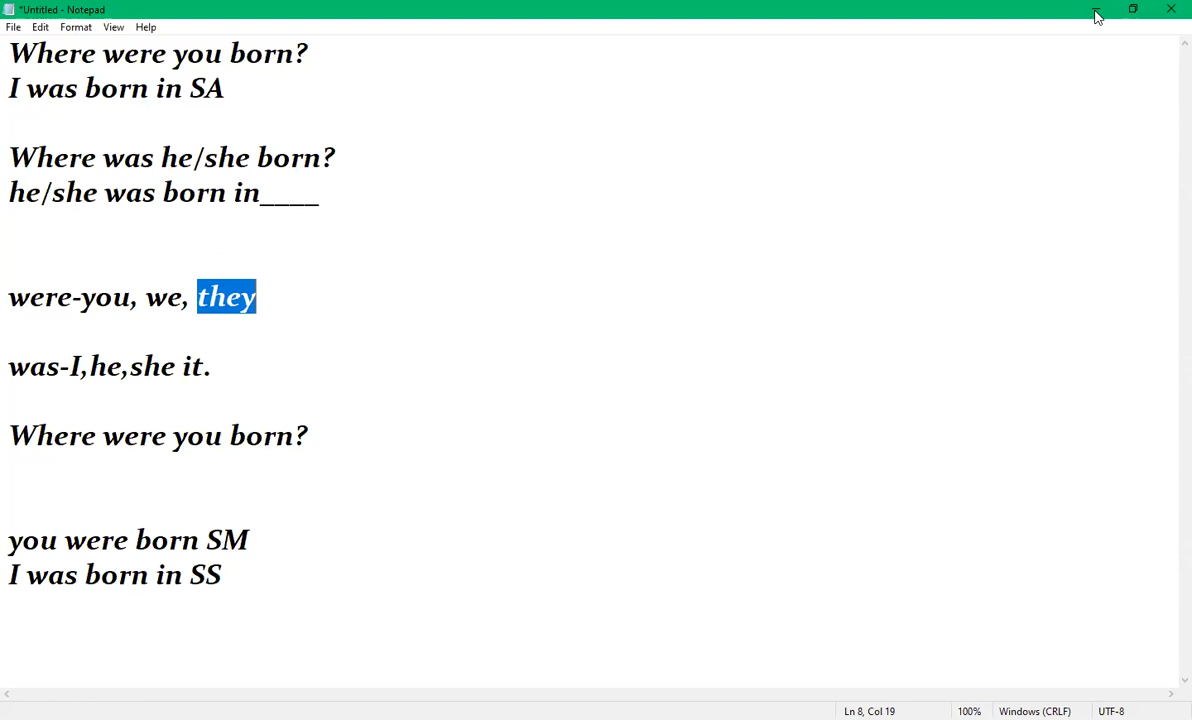 *Untitled - Notepad
File Edit Format View Help
Where were you born?
I was born in SA
Where was he/she born?
he/she was born in____
were-you, we, they
was-I,he,she it.
Where were you born?
you were born SM
I was born in SS
Ln 8, Col 19 100% Windows (CRLF) UTF-8